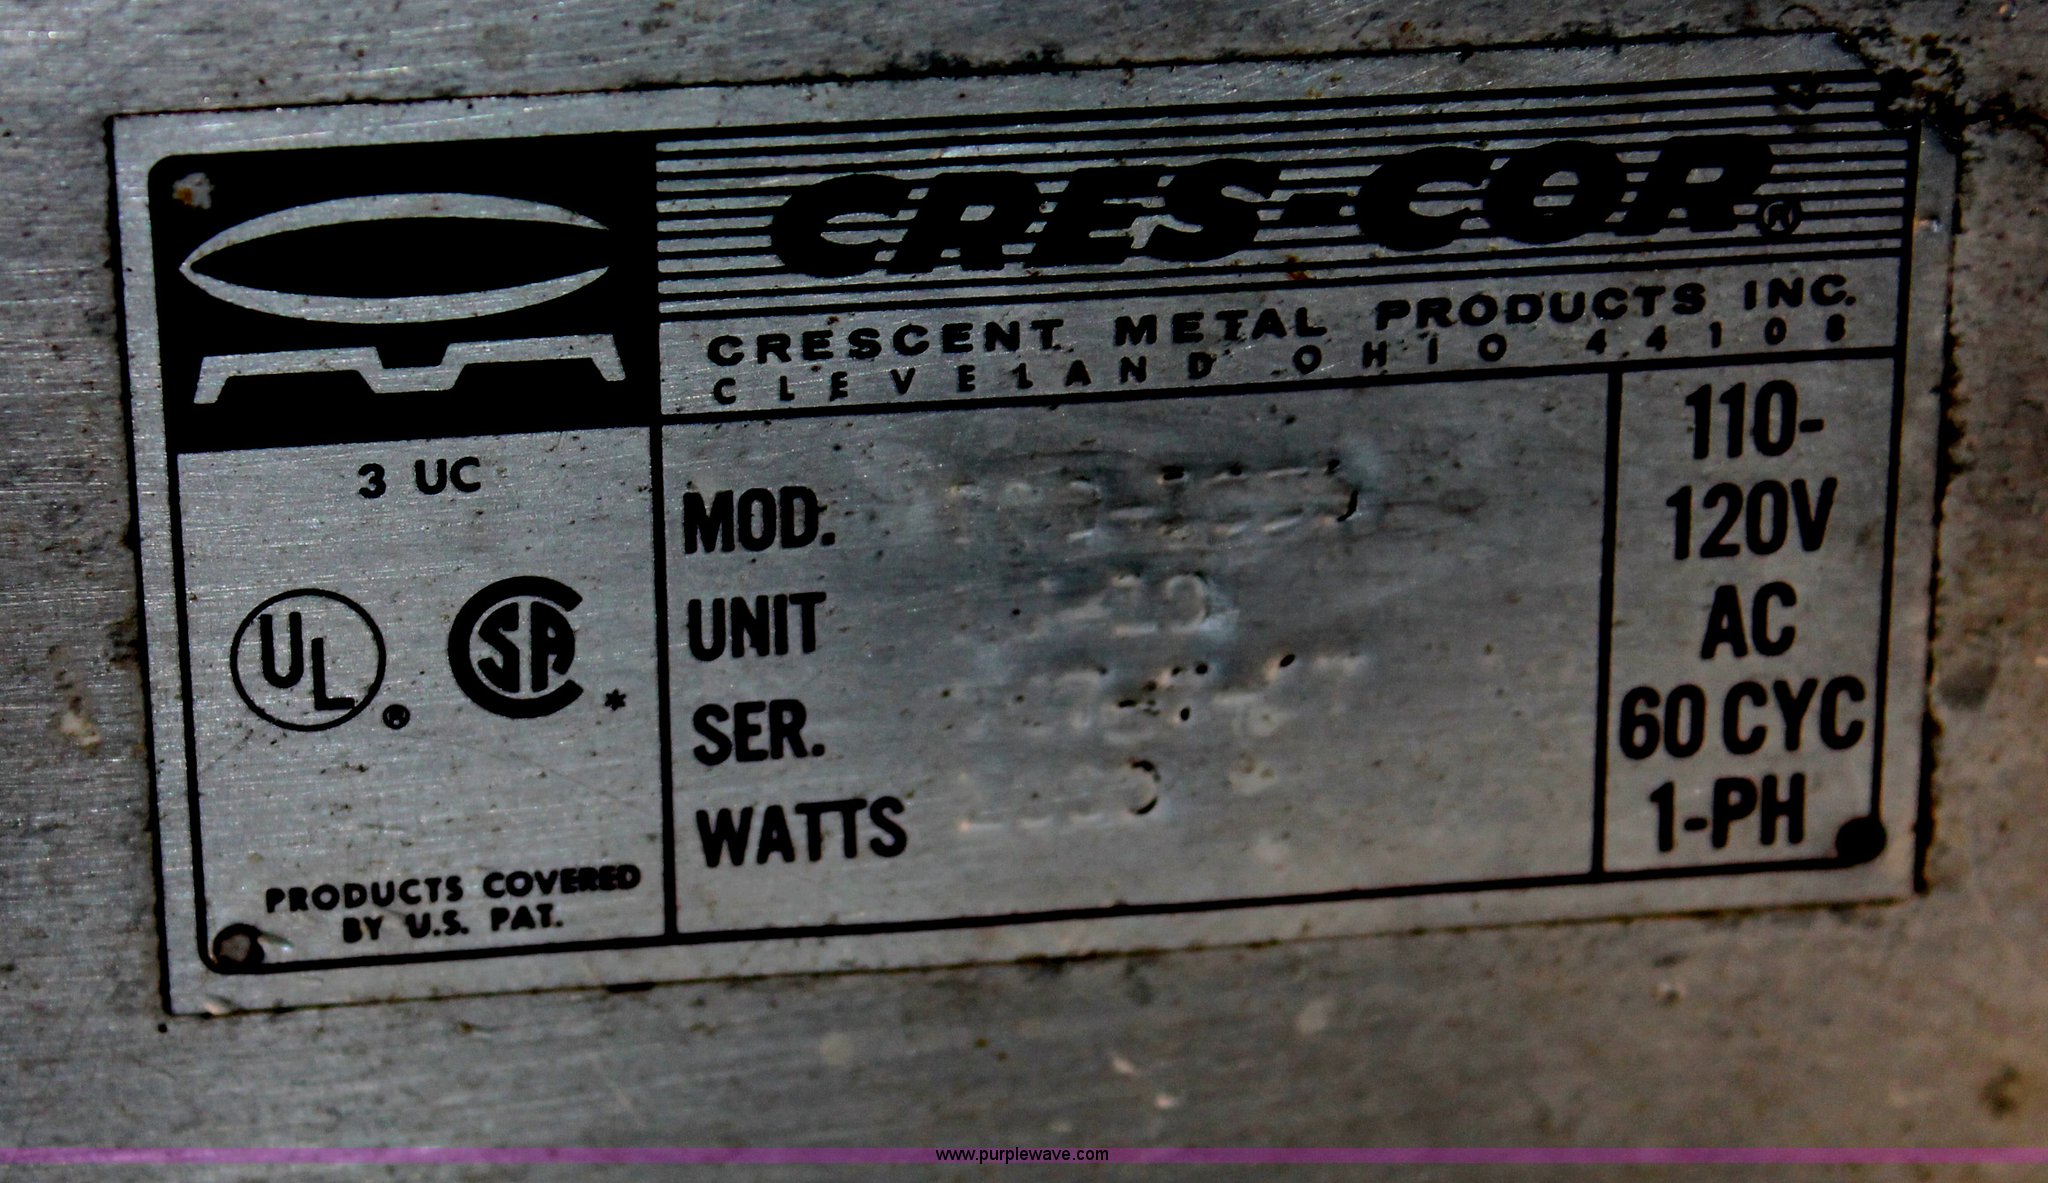 CRES-COR®
CRESCENT METAL PRODUCTS INC.
CLEVELAND OHIO 44108
3 UC
UL®
CSA*
PRODUCTS COVERED
BY U.S. PAT.
MOD.
UNIT
SER.
WATTS
110-
120V
AC
60 CYC
1-PH
www.purplewave.com